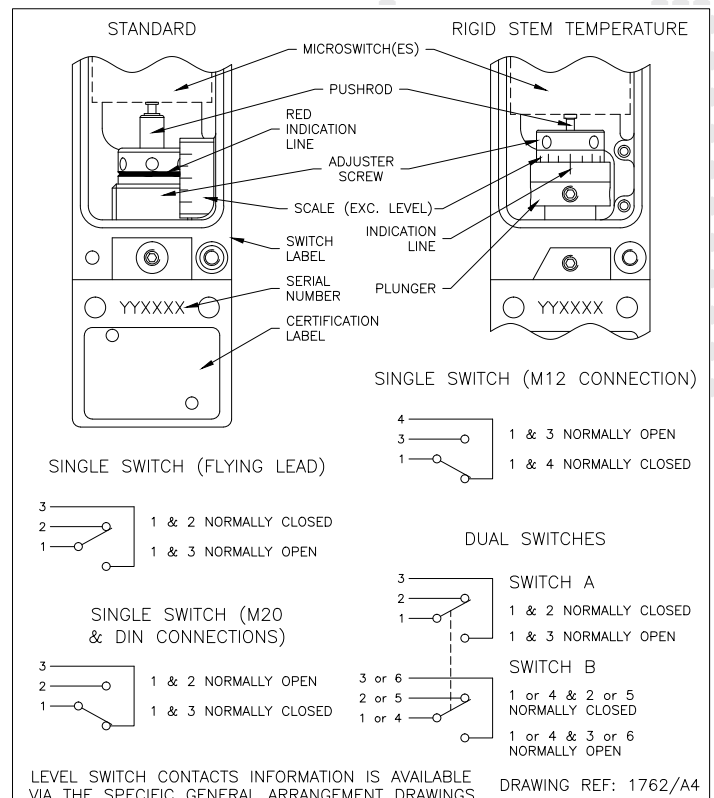 STANDARD
RIGID STEM TEMPERATURE
MICROSWITCH(ES)
PUSHROD
RED
INDICATION
LINE
ADJUSTER
SCREW
SCALE (EXC. LEVEL)
INDICATION
LINE
SWITCH
LABEL
SERIAL
NUMBER
PLUNGER
CERTIFICATION
LABEL
YYXXXX
YYXXXX
SINGLE SWITCH (M12 CONNECTION)
4
3
1
1 & 3 NORMALLY OPEN
1 & 4 NORMALLY CLOSED
SINGLE SWITCH (FLYING LEAD)
3
2
1
1 & 2 NORMALLY CLOSED
1 & 3 NORMALLY OPEN
DUAL SWITCHES
3
2
1
SWITCH A
1 & 2 NORMALLY CLOSED
1 & 3 NORMALLY OPEN
SINGLE SWITCH (M20
& DIN CONNECTIONS)
3
2
1
1 & 2 NORMALLY OPEN
1 & 3 NORMALLY CLOSED
SWITCH B
3 or 6
2 or 5
1 or 4
1 or 4 & 2 or 5
NORMALLY CLOSED
1 or 4 & 3 or 6
NORMALLY OPEN
LEVEL SWITCH CONTACTS INFORMATION IS AVAILABLE
VIA THE SPECIFIC GENERAL ARRANGEMENT DRAWINGS
DRAWING REF: 1762/A4